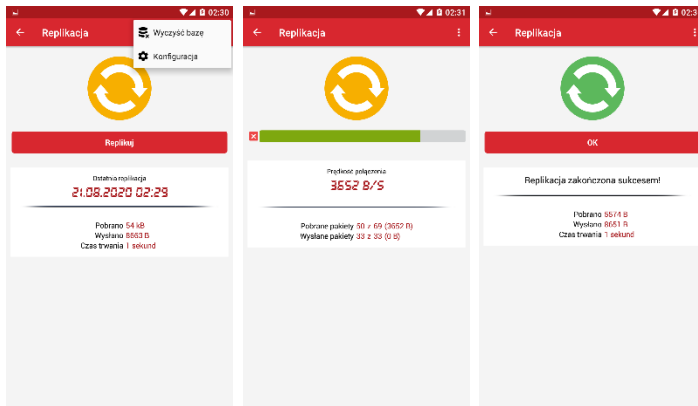 02:30
Replikacja
Wyczyść bazę
Konfiguracja
Replikuj
Ostatnia replikacja
21.08.2020 02:29
Pobrano 54 kB
Wysłano 8663 B
Czas trwania 1 sekund
02:31
Replikacja
Prędkość połączenia
3652 B/S
Pobrane pakiety 50 z 69 (3652 B)
Wysłane pakiety 33 z 33 (0 B)
Replikacja
OK
Replikacja zakończona sukcesem!
Pobrano 5574 B
Wysłano 8651 B
Czas trwania 1 sekund